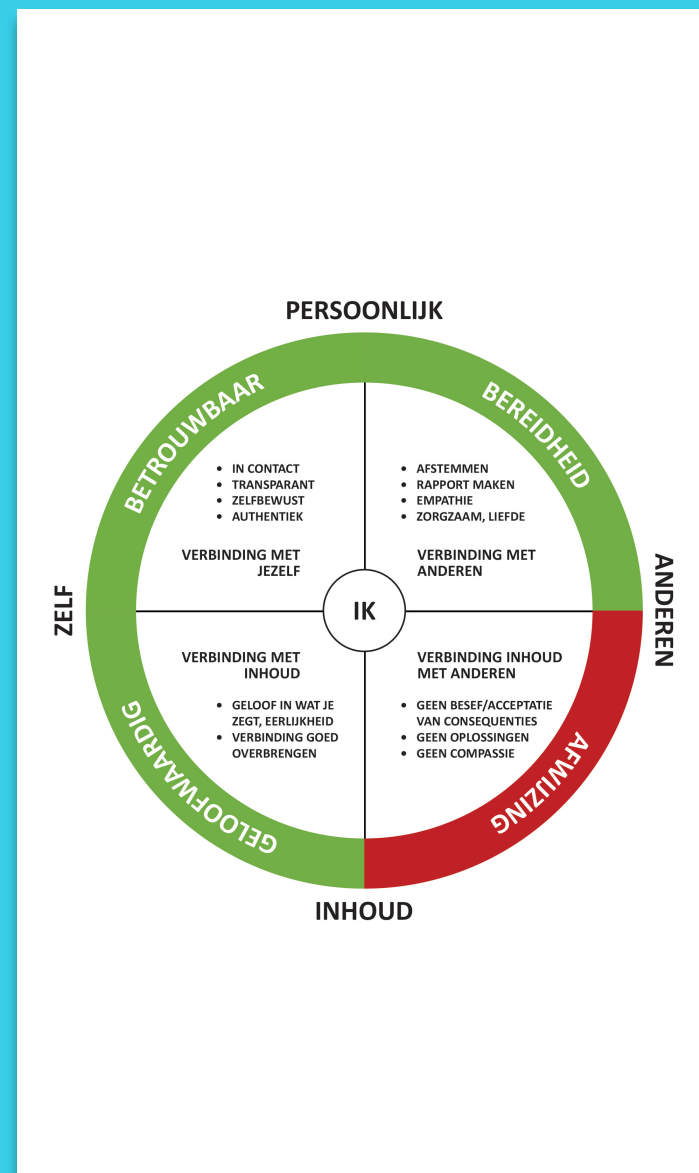 PERSOONLIJK
BETROUWBAAR
BEREIDHEID
• IN CONTACT
• TRANSPARANT
• ZELFBEWUST
• AUTHENTIEK
VERBINDING MET
JEZELF
• AFSTEMMEN
• RAPPORT MAKEN
• EMPATHIE
• ZORGZAAM, LIEFDE
VERBINDING MET
ANDEREN
ZELF
IK
ANDEREN
VERBINDING MET
INHOUD
• GELOOF IN WAT JE
ZEGT, EERLIJKHEID
• VERBINDING GOED
OVERBRENGEN
VERBINDING INHOUD
MET ANDEREN
• GEEN BESEF/ACCEPTATIE
VAN CONSEQUENTIES
• GEEN OPLOSSINGEN
• GEEN COMPASSIE
GELOOFWAARDIG
AFWIJZING
INHOUD